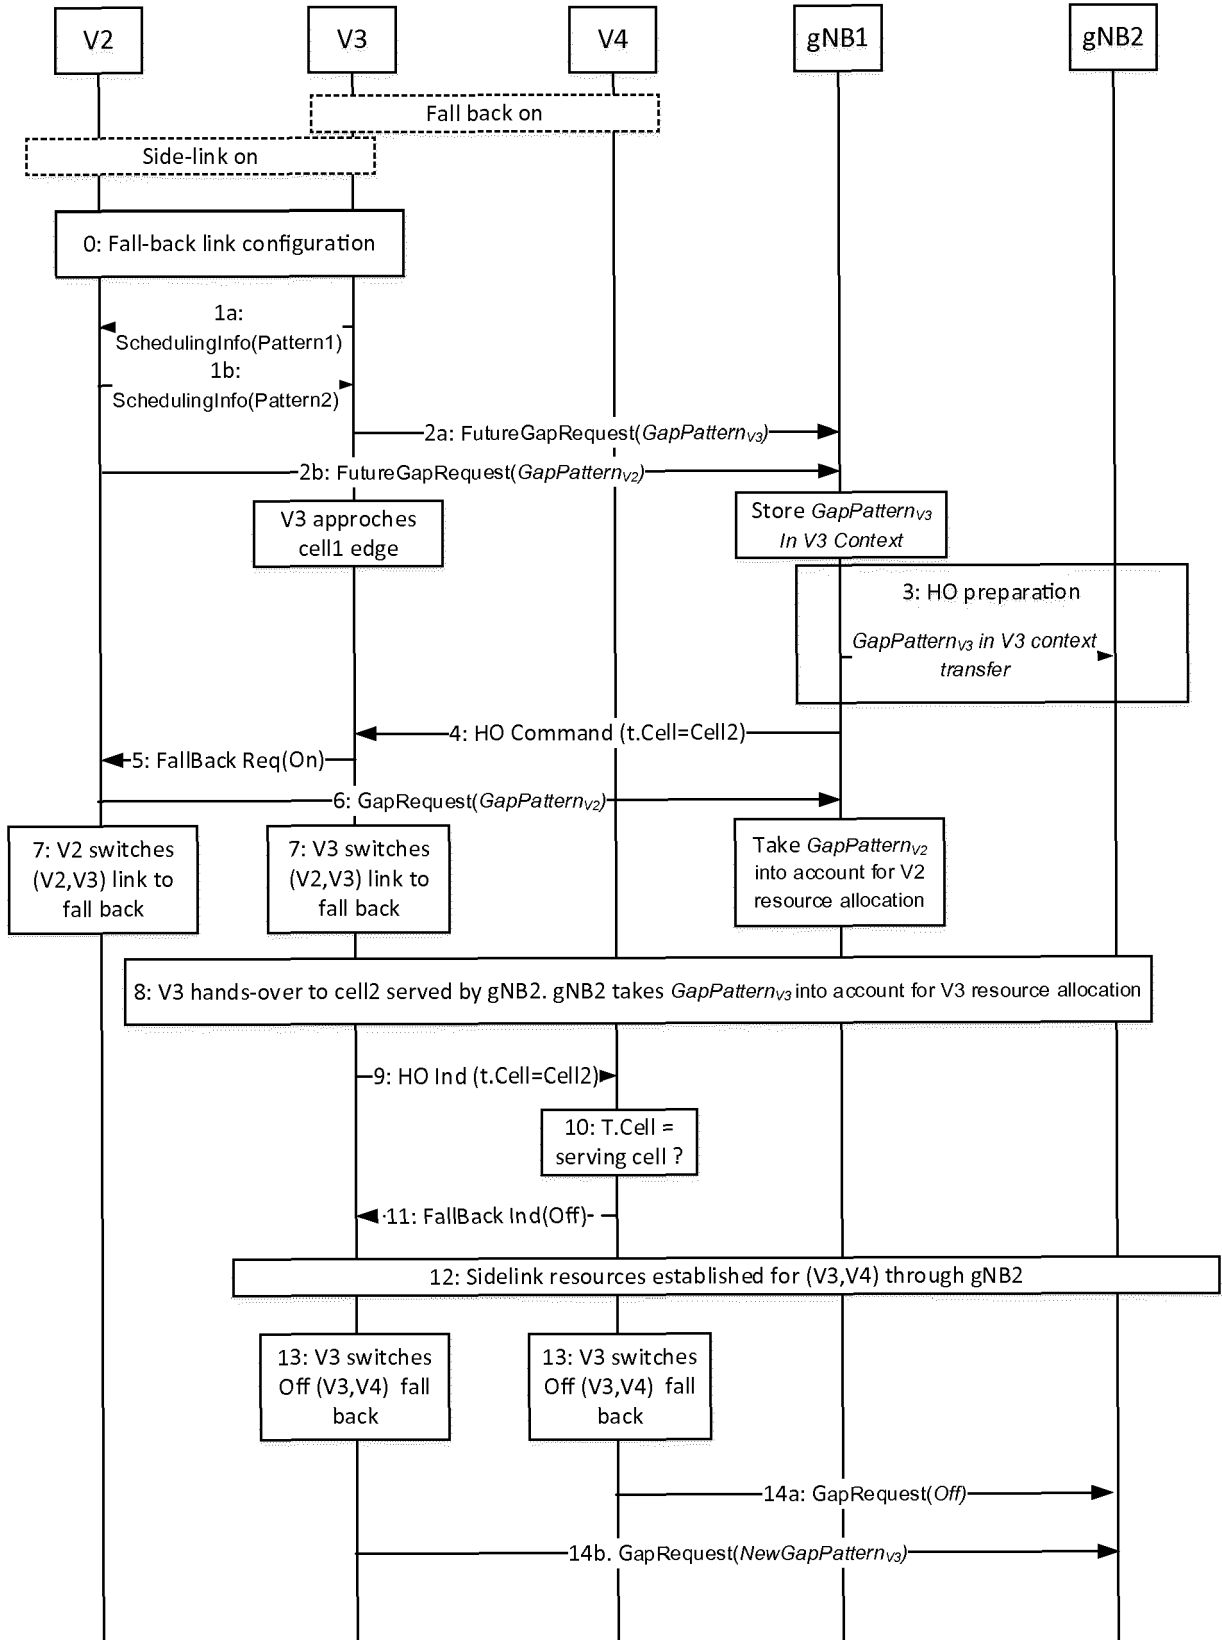 V2
V3
V4
gNB1
gNB2
Fall back on
Side-link on
0: Fall-back link configuration
1a:
SchedulingInfo(Pattern1)
1b:
SchedulingInfo(Pattern2)
2a: FutureGapRequest(GapPatternV3)
2b: FutureGapRequest(GapPatternV2)
V3 approches
cell1 edge
Store GapPatternV3
In V3 Context
3: HO preparation
GapPatternV3 in V3 context
transfer
4: HO Command (t.Cell=Cell2)
5: FallBack Req(On)
6: GapRequest(GapPatternV2)
7: V2 switches
(V2,V3) link to
fall back
7: V3 switches
(V2,V3) link to
fall back
Take GapPatternV2
into account for V2
resource allocation
8: V3 hands-over to cell2 served by gNB2. gNB2 takes GapPatternV3 into account for V3 resource allocation
9: HO Ind (t.Cell=Cell2)
10: T.Cell =
serving cell ?
11: FallBack Ind(Off)
12: Sidelink resources established for (V3,V4) through gNB2
13: V3 switches
Off (V3,V4) fall
back
13: V3 switches
Off (V3,V4) fall
back
14a: GapRequest(Off)
14b. GapRequest(NewGapPatternV3)